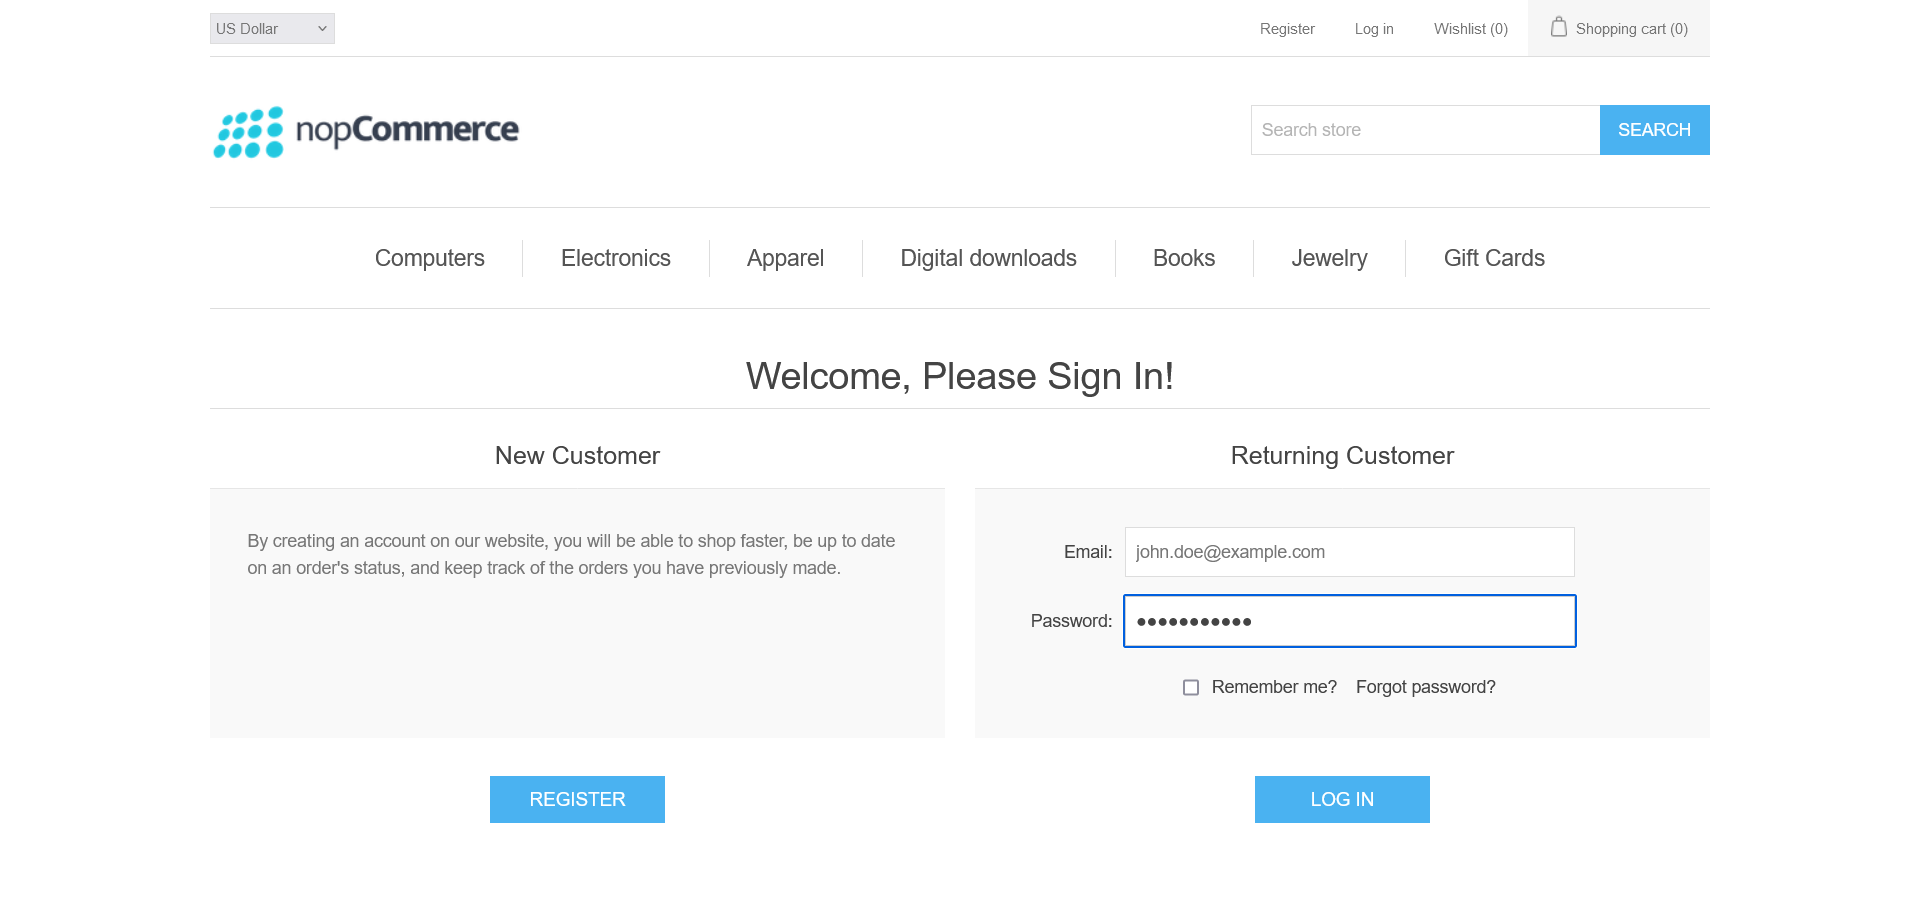 US Dollar
Register
Log in
Wishlist (0)
Shopping cart (0)
nopCommerce
Search store
SEARCH
Computers
Electronics
Apparel
Digital downloads
Books
Jewelry
Gift Cards
Welcome, Please Sign In!
New Customer
By creating an account on our website, you will be able to shop faster, be up to date
on an order's status, and keep track of the orders you have previously made.
REGISTER
Returning Customer
Email: john.doe@example.com
Password: •••••••••••
Remember me? Forgot password?
LOG IN